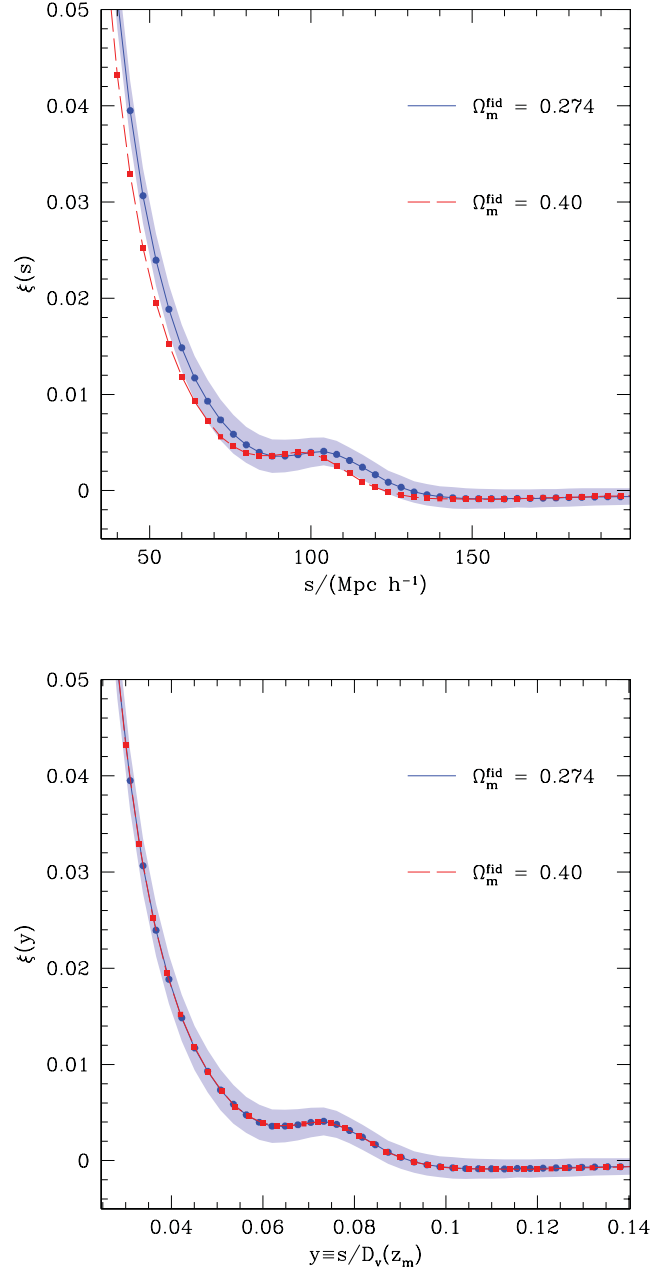 0.05
0.04
0.03
0.02
0.01
0
ξ(s)
Ω_m^fid = 0.274
Ω_m^fid = 0.40
50 100 150
s/(Mpc h⁻¹)
0.05
0.04
0.03
0.02
0.01
0
ξ(y)
Ω_m^fid = 0.274
Ω_m^fid = 0.40
0.04 0.06 0.08 0.1 0.12 0.14
y≡s/D_v(z_m)